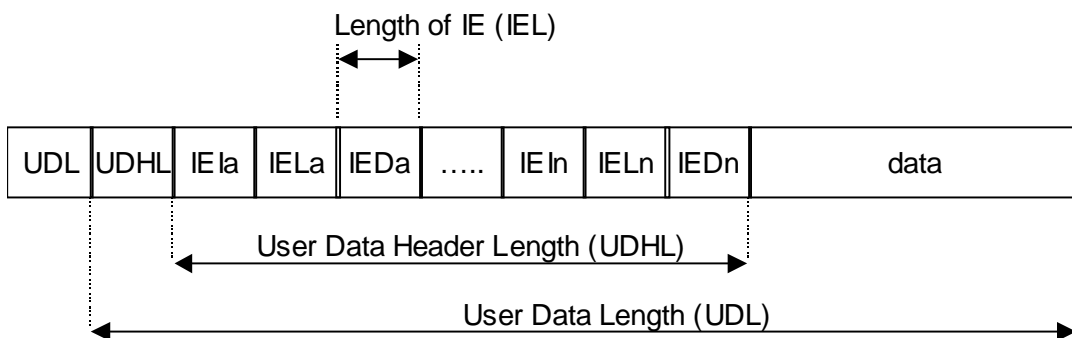 Length of IE (IEL)
UDL UDHL IEIa IELa IEDa ..... IEIn IELn IEDn data
User Data Header Length (UDHL)
User Data Length (UDL)